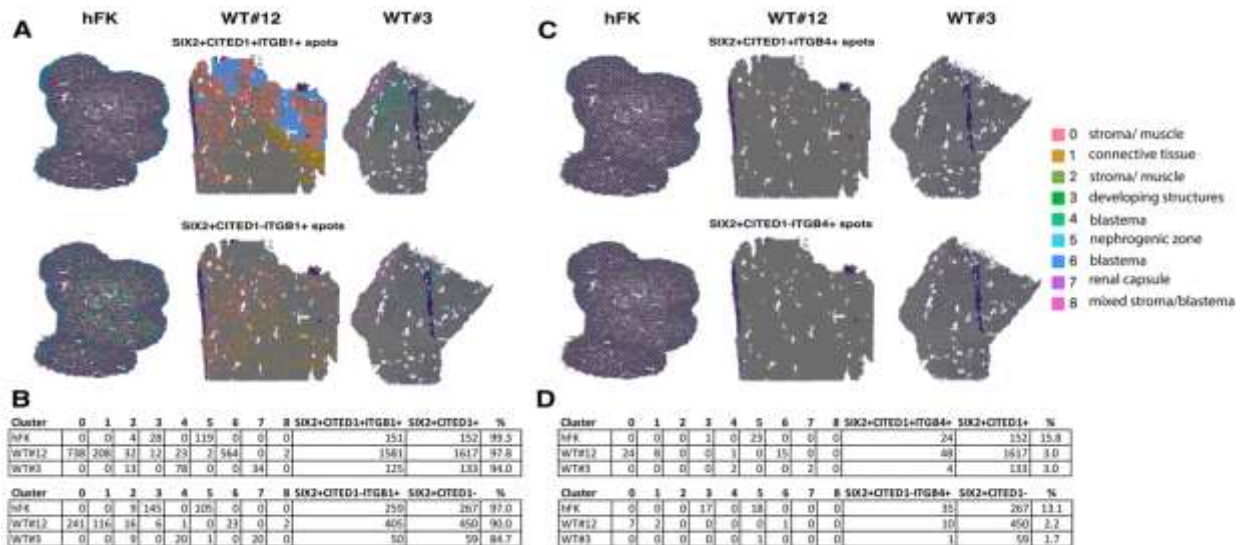 A hFK WT#12 WT#3
SIX2+CITED1+ITGB1+ spots
SIX2+CITED1-ITGB1+ spots
B
Cluster 0 1 2 3 4 5 6 7 8 SIX2+CITED1+ITGB1+ SIX2+CITED1+ %
hFK 0 0 4 28 0 119 0 0 0 151 152 99.3
WT#12 738 208 32 12 23 2 564 0 2 1581 1617 97.8
WT#3 0 0 13 0 78 0 0 34 0 125 133 94.0
Cluster 0 1 2 3 4 5 6 7 8 SIX2+CITED1-ITGB1+ SIX2+CITED1- %
hFK 0 0 9 145 0 105 0 0 0 259 267 97.0
WT#12 241 116 16 6 1 0 23 0 2 405 450 90.0
WT#3 0 0 9 0 20 1 0 20 0 50 59 84.7
C hFK WT#12 WT#3
SIX2+CITED1+ITGB4+ spots
SIX2+CITED1-ITGB4+ spots
0 stroma/ muscle
1 connective tissue
2 stroma/ muscle
3 developing structures
4 blastema
5 nephrogenic zone
6 blastema
7 renal capsule
8 mixed stroma/blastema
D
Cluster 0 1 2 3 4 5 6 7 8 SIX2+CITED1+ITGB4+ SIX2+CITED1+ %
hFK 0 0 0 1 0 23 0 0 0 24 152 15.8
WT#12 24 8 0 0 1 0 15 0 0 48 1617 3.0
WT#3 0 0 0 0 2 0 0 2 0 4 133 3.0
Cluster 0 1 2 3 4 5 6 7 8 SIX2+CITED1-ITGB4+ SIX2+CITED1- %
hFK 0 0 0 17 0 18 0 0 0 35 267 13.1
WT#12 7 2 0 0 0 0 1 0 0 10 450 2.2
WT#3 0 0 0 0 0 1 0 0 0 1 59 1.7